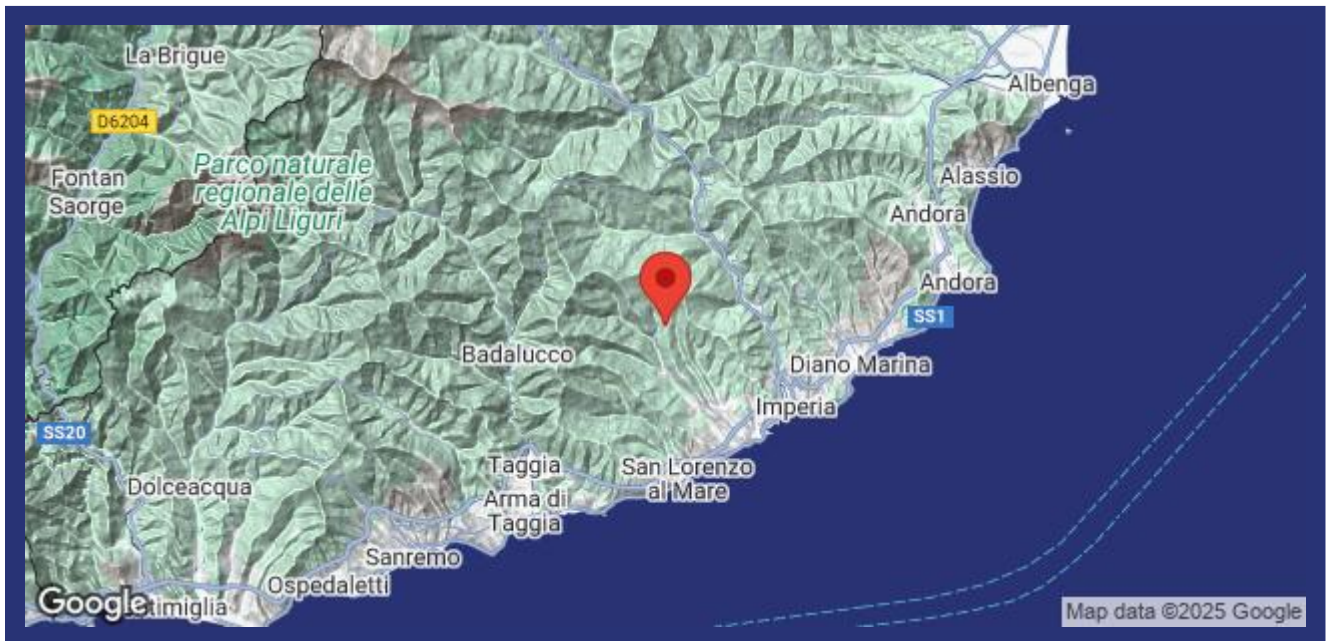 La Brigue
Albenga
D6204
Parco naturale
regionale delle
Alpi Liguri
Fontan
Saorge
Alassio
Andora
Andora
SS1
Badalucco
Diano Marina
Imperia
SS20
Taggia
San Lorenzo
al Mare
Dolceacqua
Arma di
Taggia
Sanremo
Ospedaletti
Google
timiglia
Map data ©2025 Google